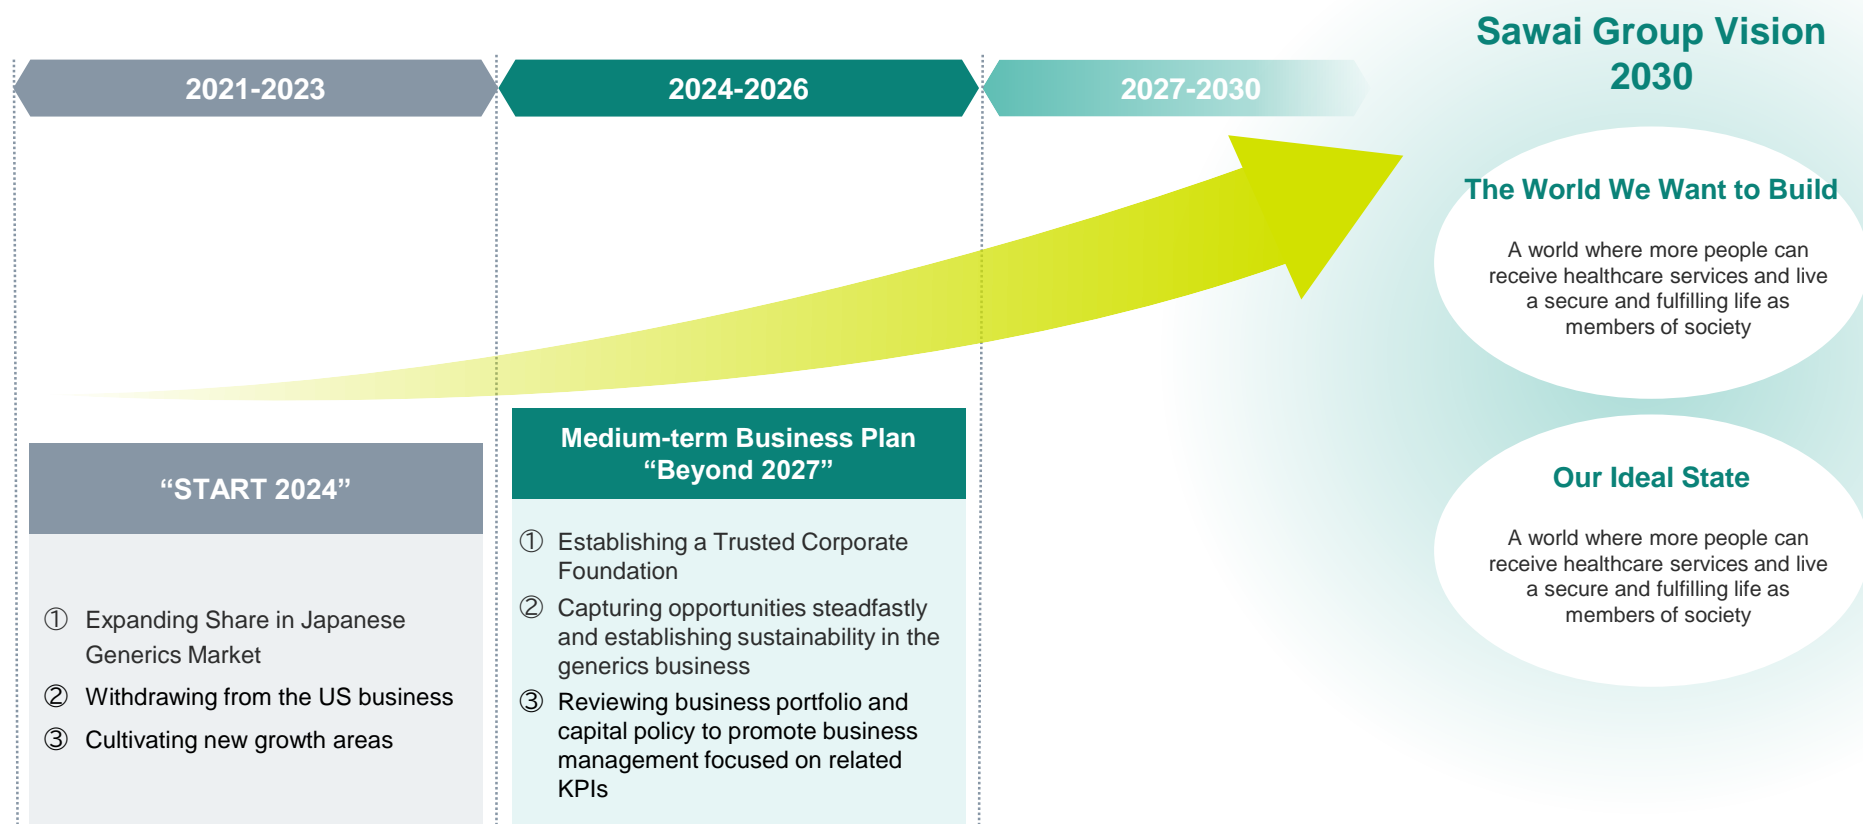 2021-2023
2024-2026
2027-2030
Sawai Group Vision
2030
The World We Want to Build
A world where more people can
receive healthcare services and live
a secure and fulfilling life as
members of society
Our Ideal State
A world where more people can
receive healthcare services and live
a secure and fulfilling life as
members of society
“START 2024”
① Expanding Share in Japanese
Generics Market
② Withdrawing from the US business
③ Cultivating new growth areas
Medium-term Business Plan
“Beyond 2027”
① Establishing a Trusted Corporate
Foundation
② Capturing opportunities steadfastly
and establishing sustainability in the
generics business
③ Reviewing business portfolio and
capital policy to promote business
management focused on related
KPIs